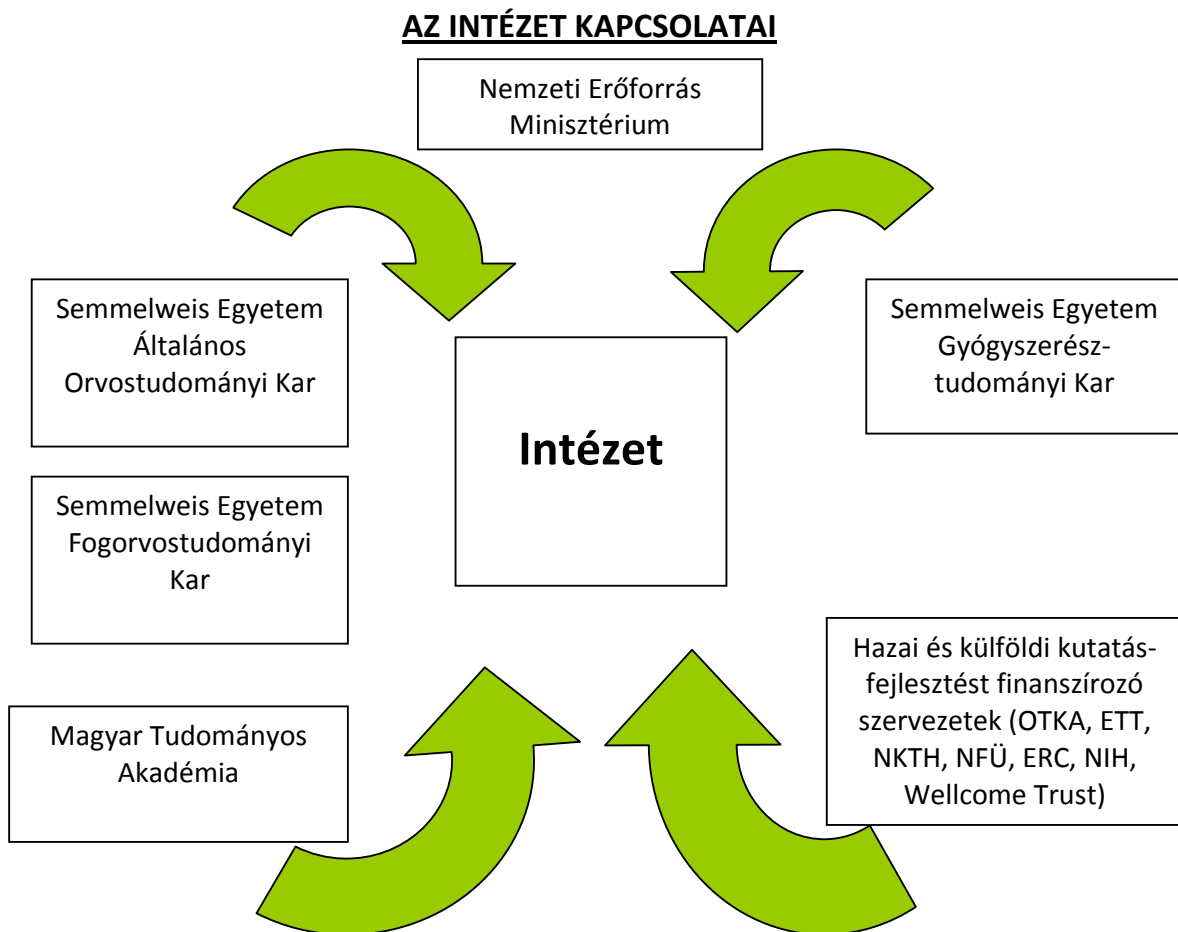 AZ INTÉZET KAPCSOLATAI
Nemzeti Erőforrás
Minisztérium
Semmelweis Egyetem
Általános
Orvostudományi Kar
Semmelweis Egyetem
Gyógyszerész-
tudományi Kar
Intézet
Semmelweis Egyetem
Fogorvostudományi
Kar
Magyar Tudományos
Akadémia
Hazai és külföldi kutatás-
fejlesztést finanszírozó
szervezetek (OTKA, ETT,
NKTH, NFÜ, ERC, NIH,
Wellcome Trust)